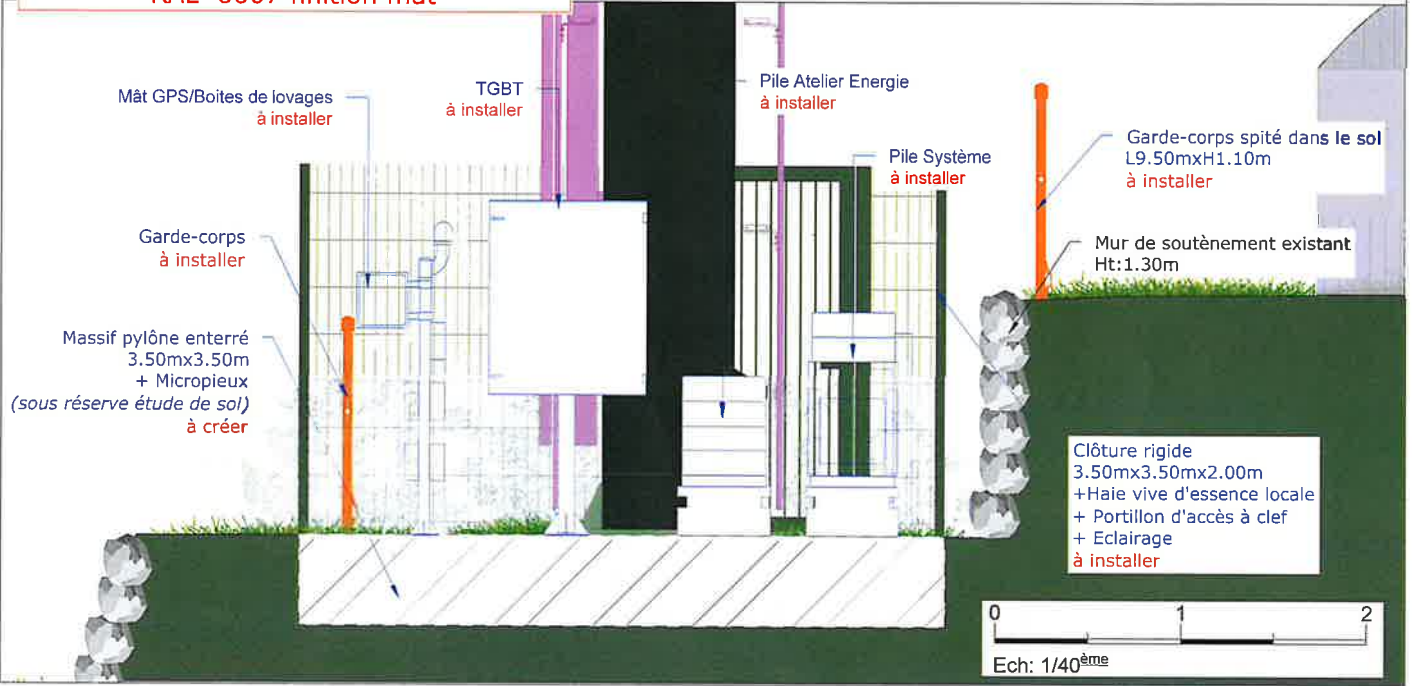 Mât GPS/Boites de lovages
à installer
TGBT
à installer
Pile Atelier Energie
à installer
Pile Système
à installer
Garde-corps spité dans le sol
L9.50mxH1.10m
à installer
Garde-corps
à installer
Mur de soutènement existant
Ht:1.30m
Massif pylône enterré
3.50mx3.50m
+ Micropieux
(sous réserve étude de sol)
à créer
Clôture rigide
3.50mx3.50mx2.00m
+Haie vive d'essence locale
+ Portillon d'accès à clef
+ Eclairage
à installer
0 1 2
Ech: 1/40ème